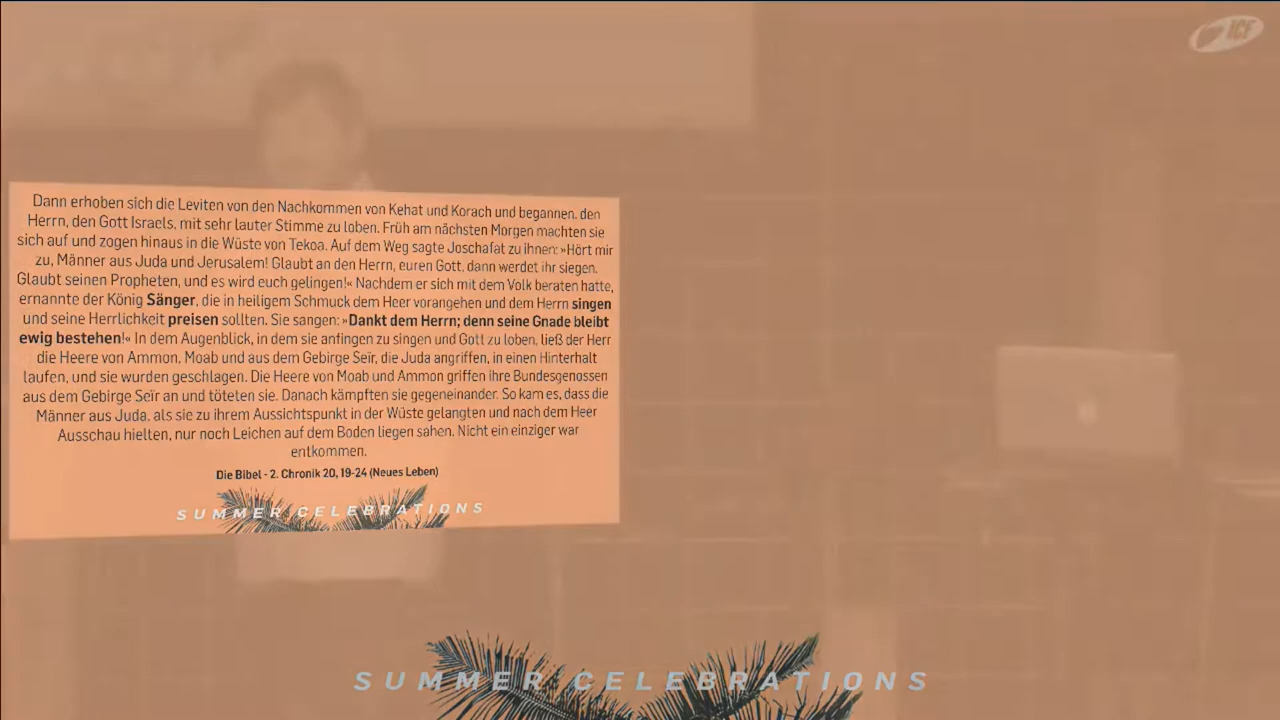 ICF
Dann erhoben sich die Leviten von den Nachkommen von Kehat und Korach und begannen, den
Herrn, den Gott Israels, mit sehr lauter Stimme zu loben. Früh am nächsten Morgen machten sie
sich auf und zogen hinaus in die Wüste von Tekoa. Auf dem Weg sagte Joschafat zu ihnen: »Hört mir
zu, Männer aus Juda und Jerusalem! Glaubt an den Herrn, euren Gott, dann werdet ihr siegen.
Glaubt seinen Propheten, und es wird euch gelingen!« Nachdem er sich mit dem Volk beraten hatte,
ernannte der König Sänger, die in heiligem Schmuck dem Heer vorangehen und dem Herrn singen
und seine Herrlichkeit preisen sollten. Sie sangen: »Dankt dem Herrn; denn seine Gnade bleibt
ewig bestehen!« In dem Augenblick, in dem sie anfingen zu singen und Gott zu loben, ließ der Herr
die Heere von Ammon, Moab und aus dem Gebirge Seïr, die Juda angriffen, in einen Hinterhalt
laufen, und sie wurden geschlagen. Die Heere von Moab und Ammon griffen ihre Bundesgenossen
aus dem Gebirge Seïr an und töteten sie. Danach kämpften sie gegeneinander. So kam es, dass die
Männer aus Juda, als sie zu ihrem Aussichtspunkt in der Wüste gelangten und nach dem Heer
Ausschau hielten, nur noch Leichen auf dem Boden liegen sahen. Nicht ein einziger war
entkommen.
Die Bibel - 2. Chronik 20, 19-24 (Neues Leben)
SUMMER CELEBRATIONS
SUMMER CELEBRATIONS